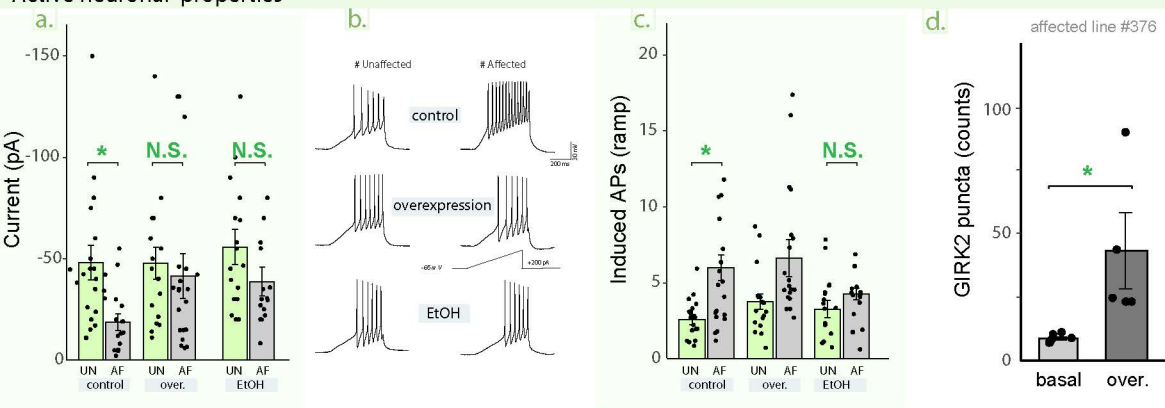 Active neuronal properties
a.
Current (pA)
-150
-100
-50
0
*
N.S.
N.S.
UN AF UN AF UN AF
control over. EtOH
b.
# Unaffected # Affected
control
30 mV
200 ms
overexpression
-65 mV
+200 pA
EtOH
c.
Induced APs (ramp)
20
15
10
5
0
*
N.S.
UN AF UN AF UN AF
control over. EtOH
d.
affected line #376
GIRK2 puncta (counts)
100
50
0
*
basal over.